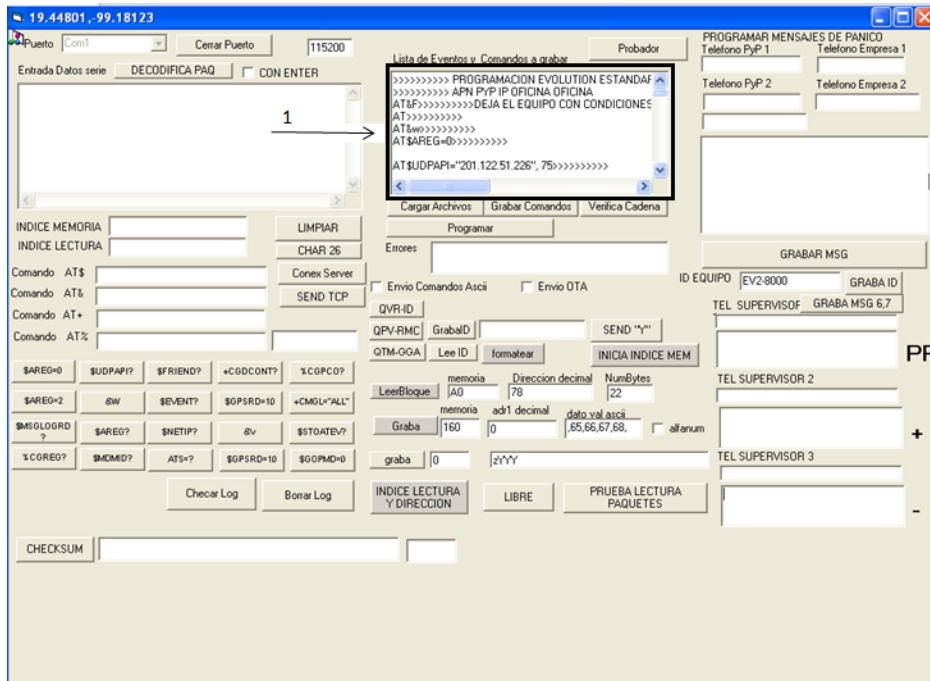 19.44801,-99.18123
Puerto Com1 Cerrar Puerto 115200
Entrada Datos serie DECODIFICA PAQ CON ENTER
1
Lista de Eventos y Comandos a grabar Probador
>>>>>>>>>> PROGRAMACION EVOLUTION ESTANDAR
>>>>>>>>>> APN PYP IP OFICINA OFICINA
AT&F>>>>>>>>>>DEJA EL EQUIPO CON CONDICIONES
AT>>>>>>>>>>
AT&w>>>>>>>>>>
AT$AREG=0>>>>>>>>>>
AT$UDPAPI="201.122.51.226", 75>>>>>>>>>>
Cargar Archivos Grabar Comandos Verifica Cadena
Programar
Errores
PROGRAMAR MENSAJES DE PANICO
Telefono PyP 1 Telefono Empresa 1
Telefono PyP 2 Telefono Empresa 2
GRABAR MSG
INDICE MEMORIA LIMPIAR
INDICE LECTURA CHAR 26
Comando AT$ Conex Server
Comando AT& SEND TCP
Comando AT+
Comando AT%
Envio Comandos Ascii Envio OTA
ID EQUIPO EV2-8000 GRABA ID
QVR-ID
QPV-RMC GrabaID SEND "Y"
QTM-GGA Lee ID formatear INICIA INDICE MEM
TEL SUPERVISOR GRABA MSG 6,7
$AREG=0 $UDPAPI? $FRIEND? +CGDCONT? %CGPCO?
$AREG=2 &W $EVENT? $GPSRD=10 +CMGL="ALL"
$MSGLOGRD? $AREG? $NETIP? &V $STOATEV?
%CGREG? $MDMID? ATS=? $GPSRD=10 $GOPMD=0
memoria Direccion decimal NumBytes
LeerBloque A0 78 22
memoria adr1 decimal dato val ascii
Graba 160 0 ,65,66,67,68, alfanum
graba 0 zYYY
TEL SUPERVISOR 2
+
TEL SUPERVISOR 3
-
Checar Log Borrar Log
INDICE LECTURA Y DIRECCION LIBRE PRUEBA LECTURA PAQUETES
CHECKSUM